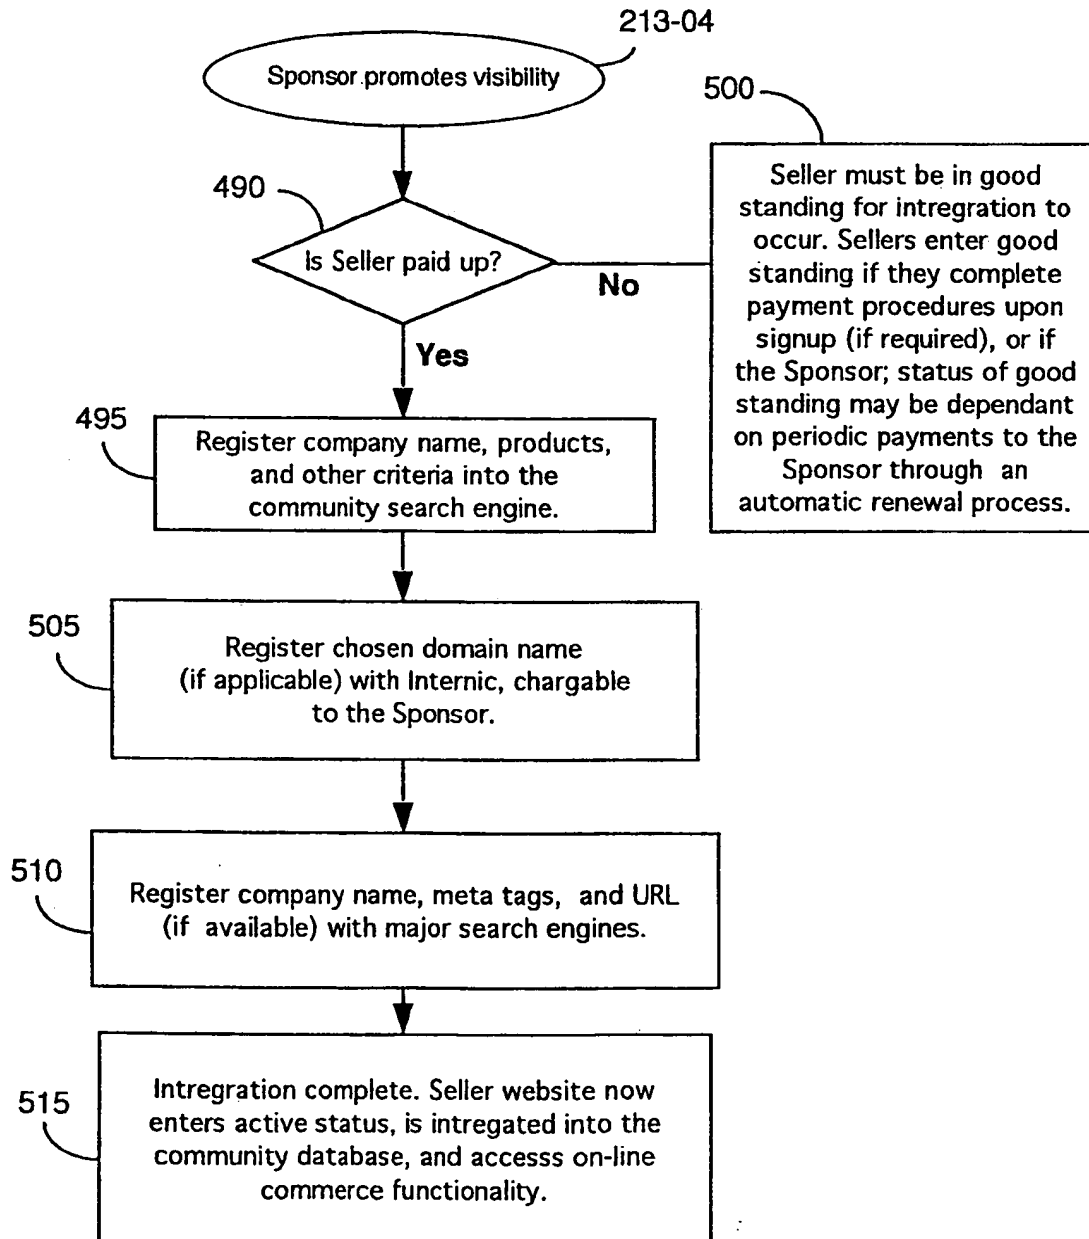 213-04
Sponsor promotes visibility
500
490
Is Seller paid up?
No
Yes
Seller must be in good
standing for intregration to
occur. Sellers enter good
standing if they complete
payment procedures upon
signup (if required), or if
the Sponsor; status of good
standing may be dependant
on periodic payments to the
Sponsor through an
automatic renewal process.
495
Register company name, products,
and other criteria into the
community search engine.
505
Register chosen domain name
(if applicable) with Internic, chargable
to the Sponsor.
510
Register company name, meta tags, and URL
(if available) with major search engines.
515
Intregration complete. Seller website now
enters active status, is intregated into the
community database, and accesss on-line
commerce functionality.